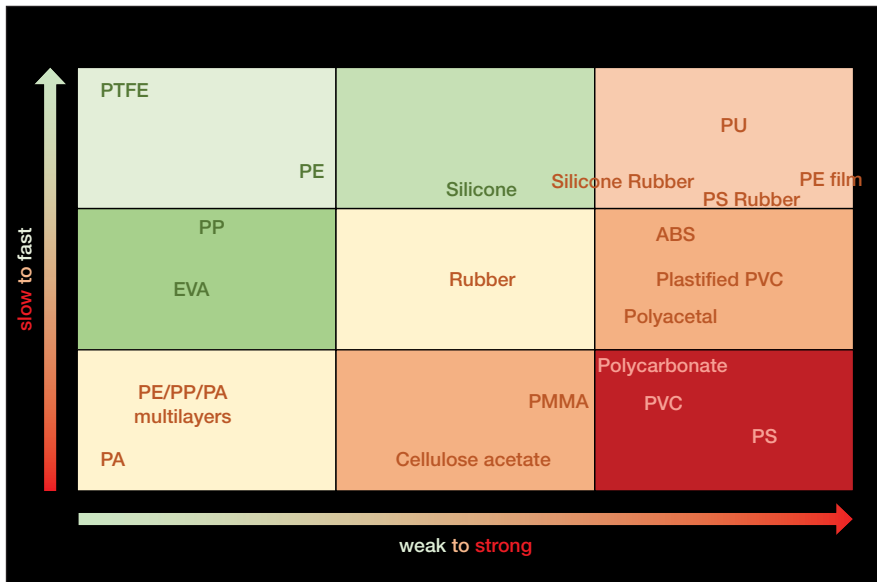 PTFE
PE
Silicone
PU
Silicone Rubber
PE film
PS Rubber
PP
EVA
Rubber
ABS
Plastified PVC
Polyacetal
PE/PP/PA
multilayers
PA
PMMA
Cellulose acetate
Polycarbonate
PVC
PS
slow to fast
weak to strong